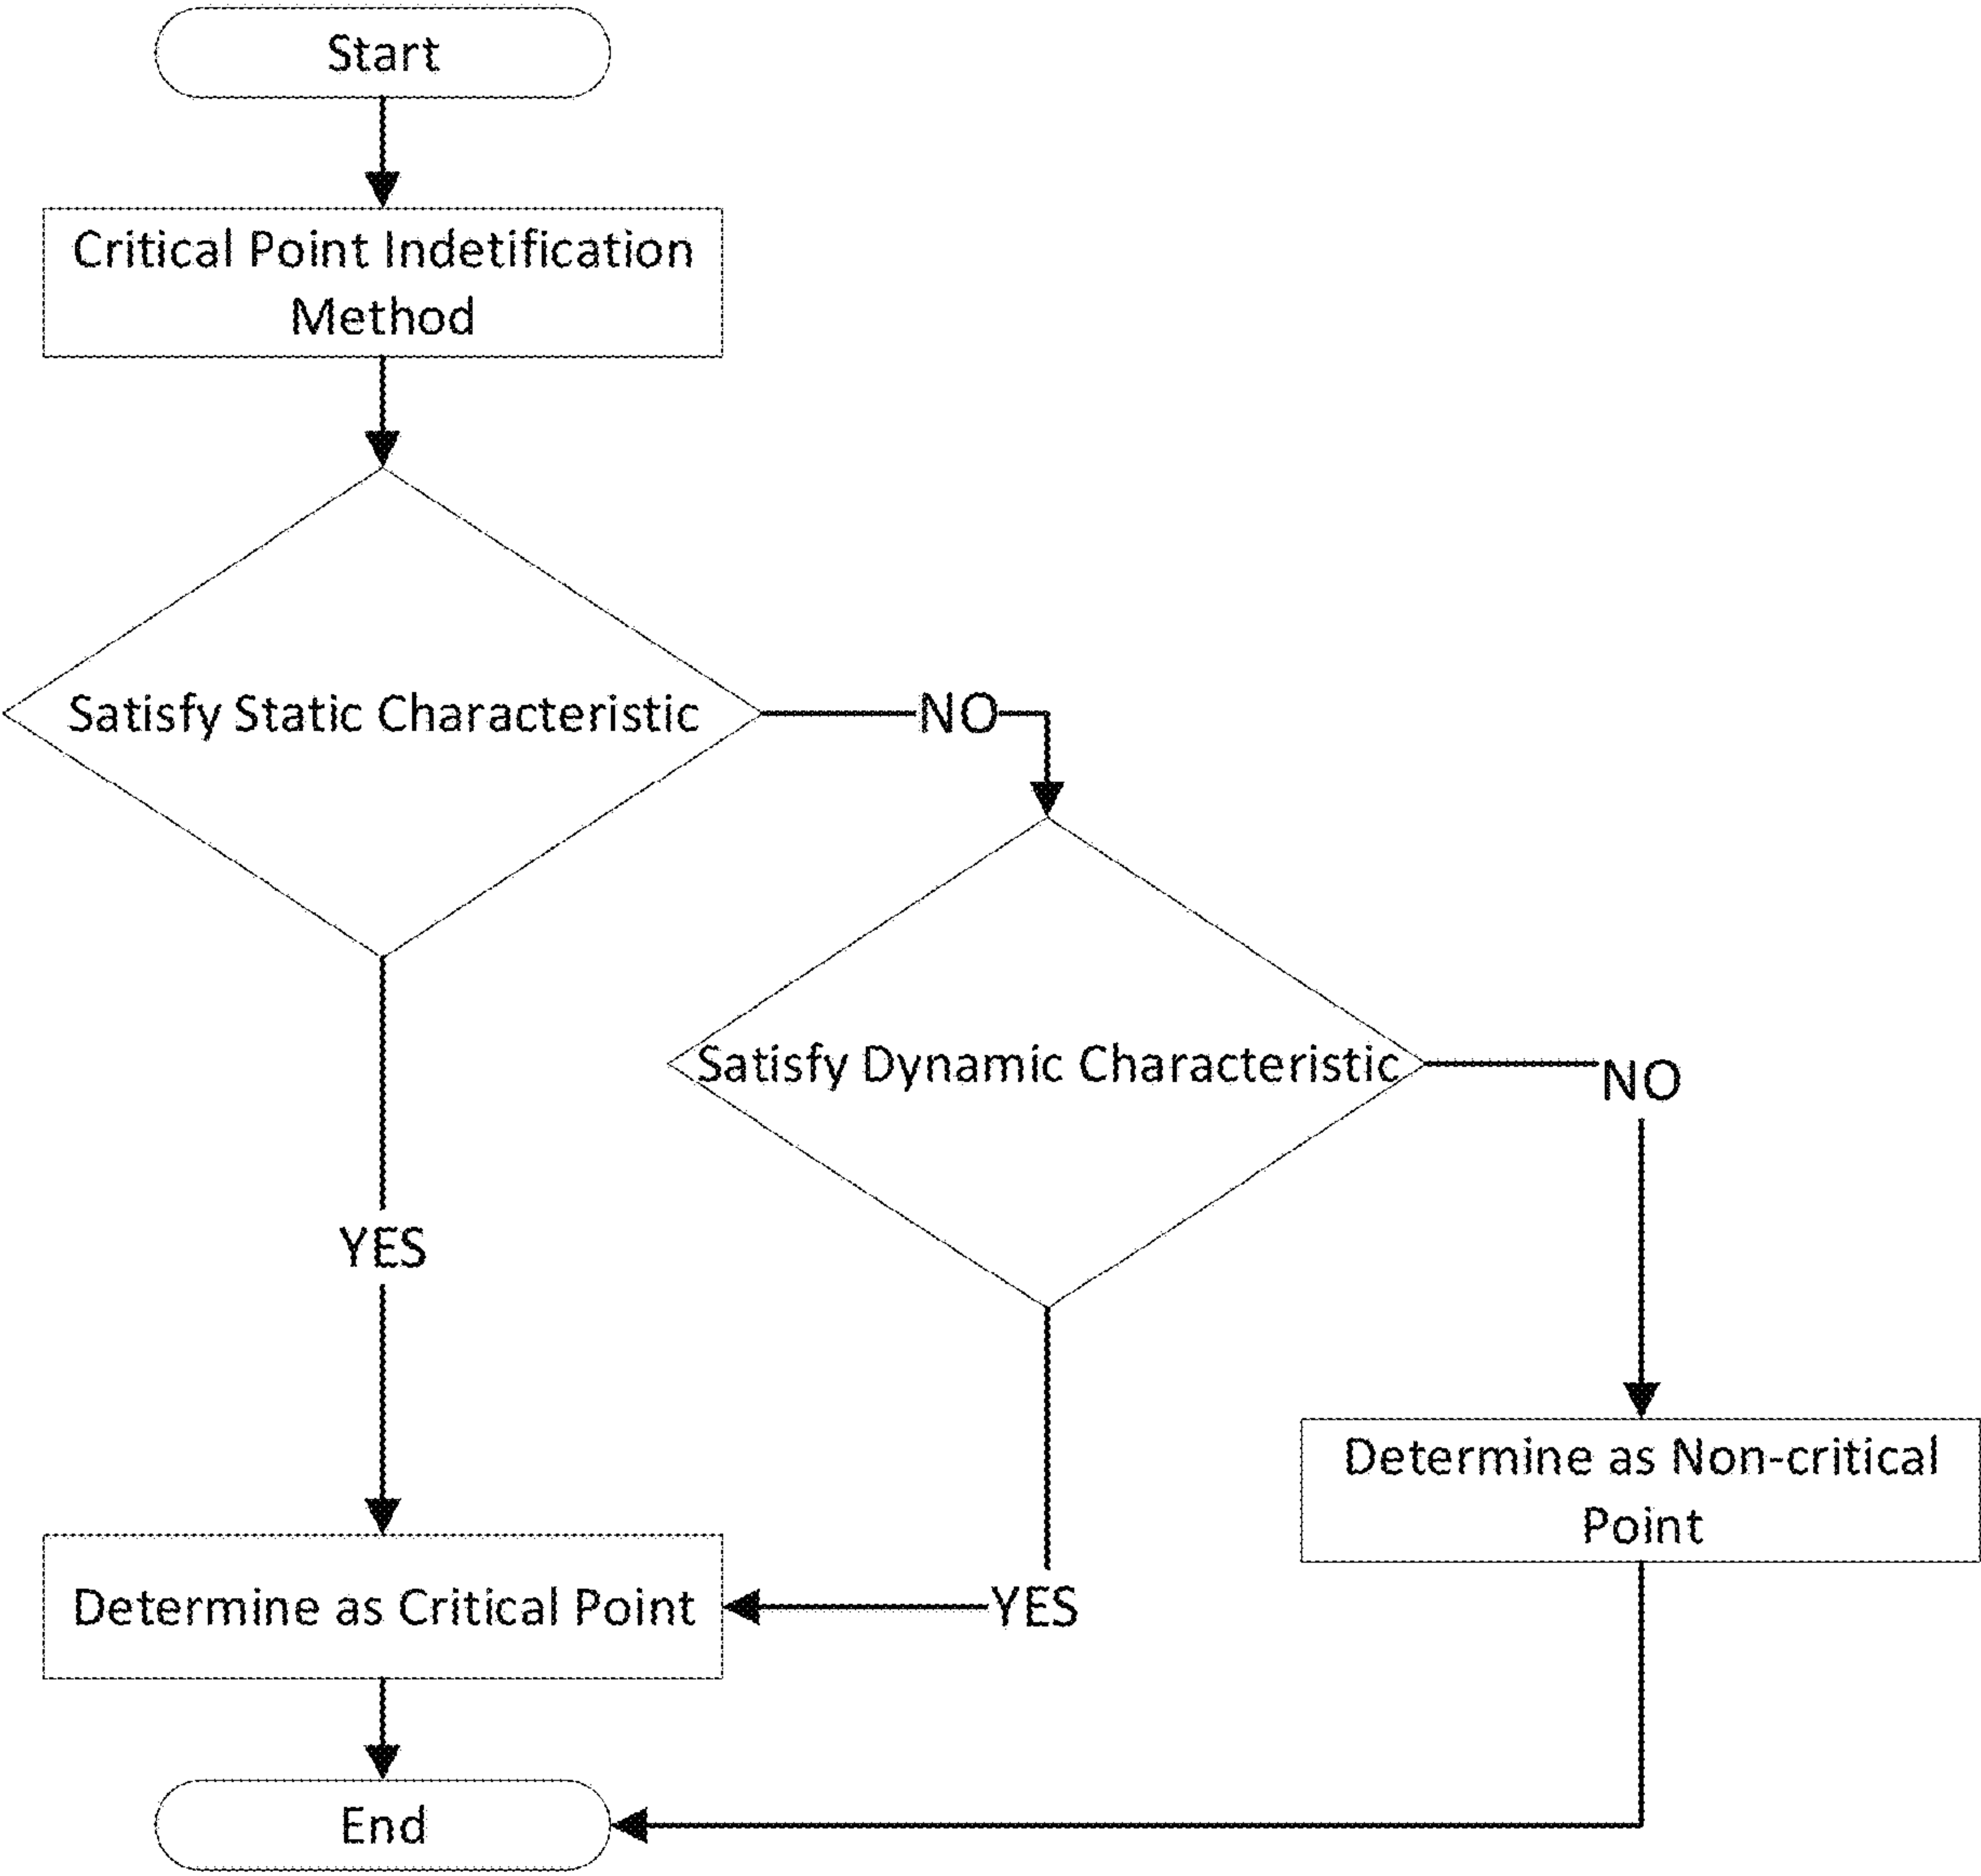 Start
Critical Point Indetification
Method
Satisfy Static Characteristic
NO
Satisfy Dynamic Characteristic
NO
YES
Determine as Non-critical
Point
Determine as Critical Point
YES
End